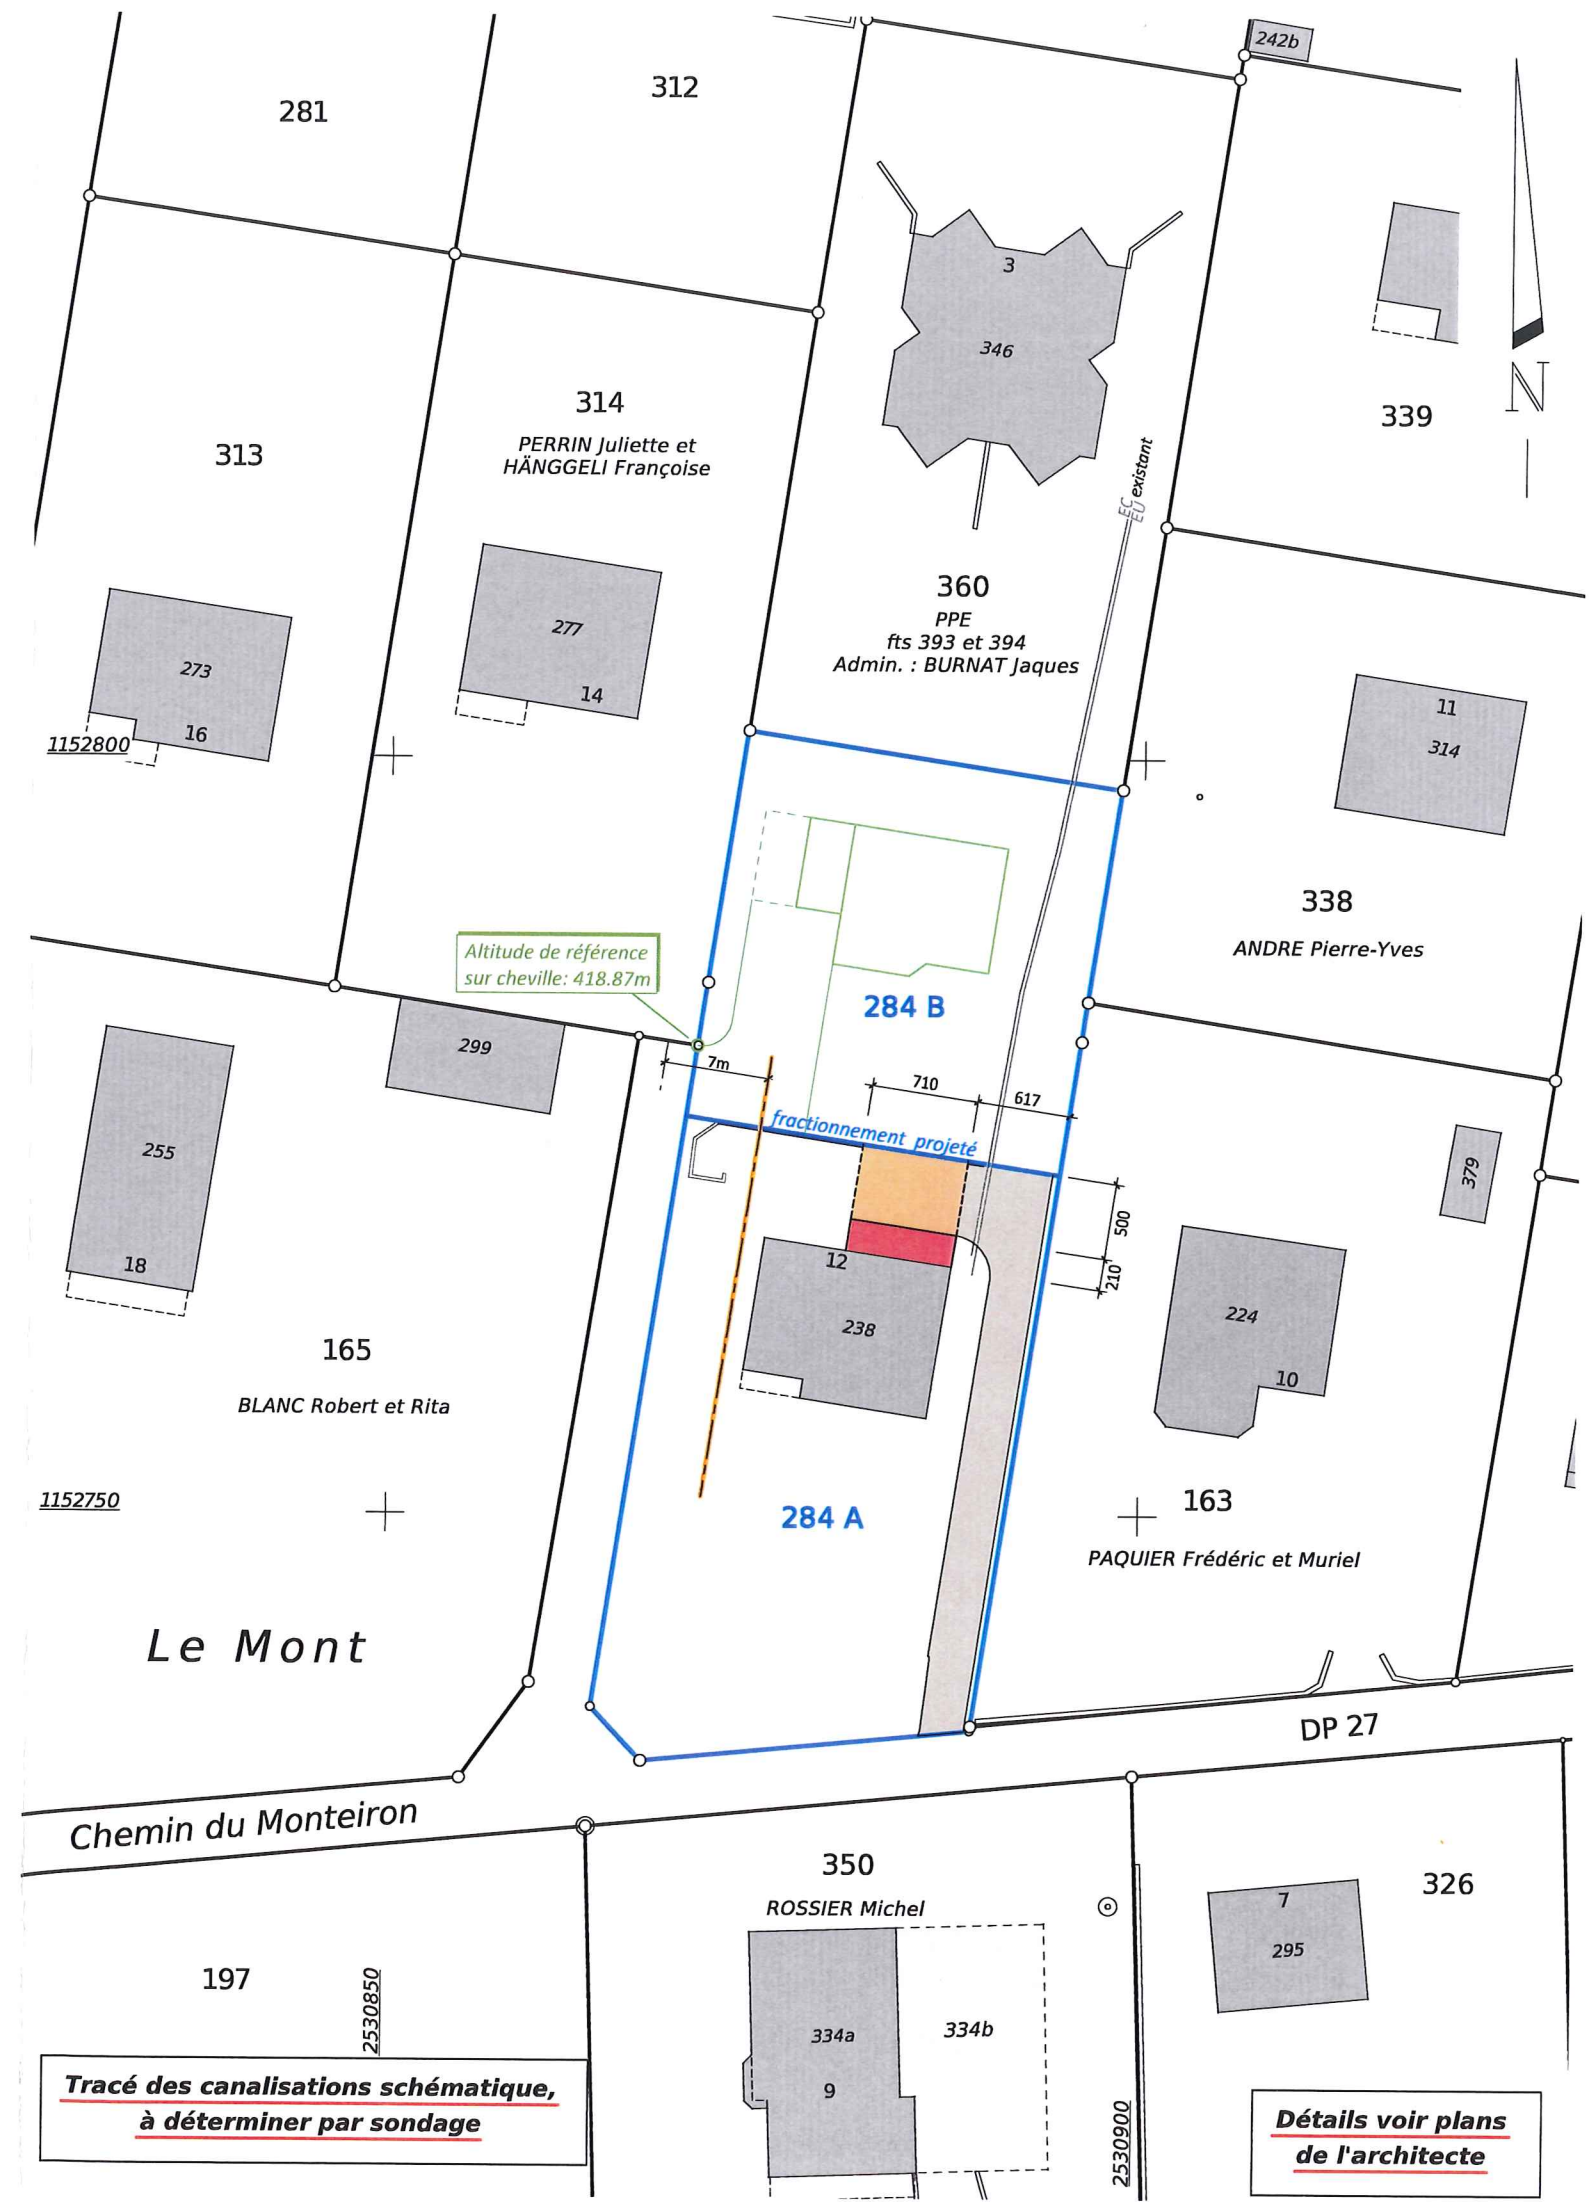 242b
281
312
3
346
339
N
314
PERRIN Juliette et
HÄNGGELI Françoise
313
EC
EU existant
360
PPE
fts 393 et 394
Admin. : BURNAT Jaques
277
14
273
16
1152800
11
314
338
ANDRE Pierre-Yves
Altitude de référence
sur cheville: 418.87m
284 B
299
7m
710
617
fractionnement projeté
255
18
379
500
210
12
238
224
10
165
BLANC Robert et Rita
1152750
284 A
163
PAQUIER Frédéric et Muriel
Le Mont
DP 27
Chemin du Monteiron
350
ROSSIER Michel
326
7
295
197
2530850
334a
334b
9
2530900
Tracé des canalisations schématique,
à déterminer par sondage
Détails voir plans
de l'architecte